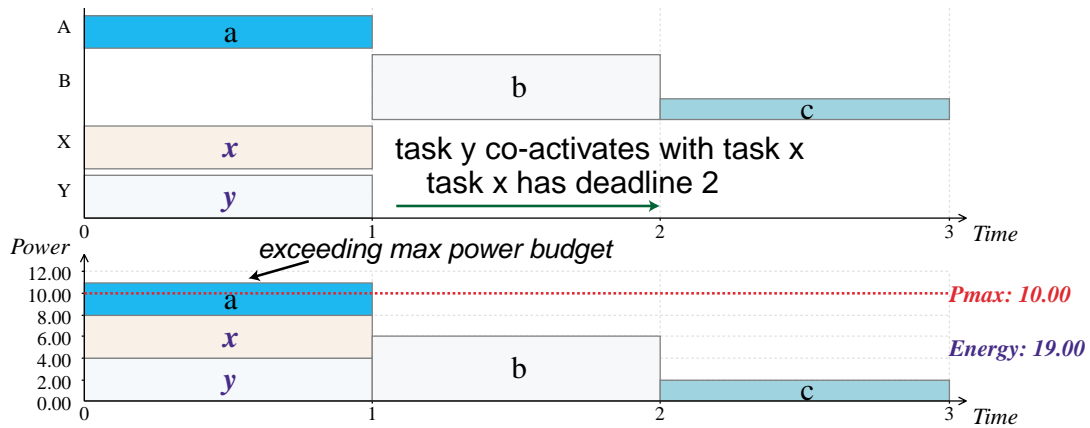 A
a
B
b
c
X
x
task y co-activates with task x
Y
y
task x has deadline 2
0
1
2
3
Time
Power
exceeding max power budget
12.00
10.00
a
Pmax: 10.00
8.00
6.00
x
Energy: 19.00
4.00
b
2.00
y
c
0.00
0
1
2
3
Time